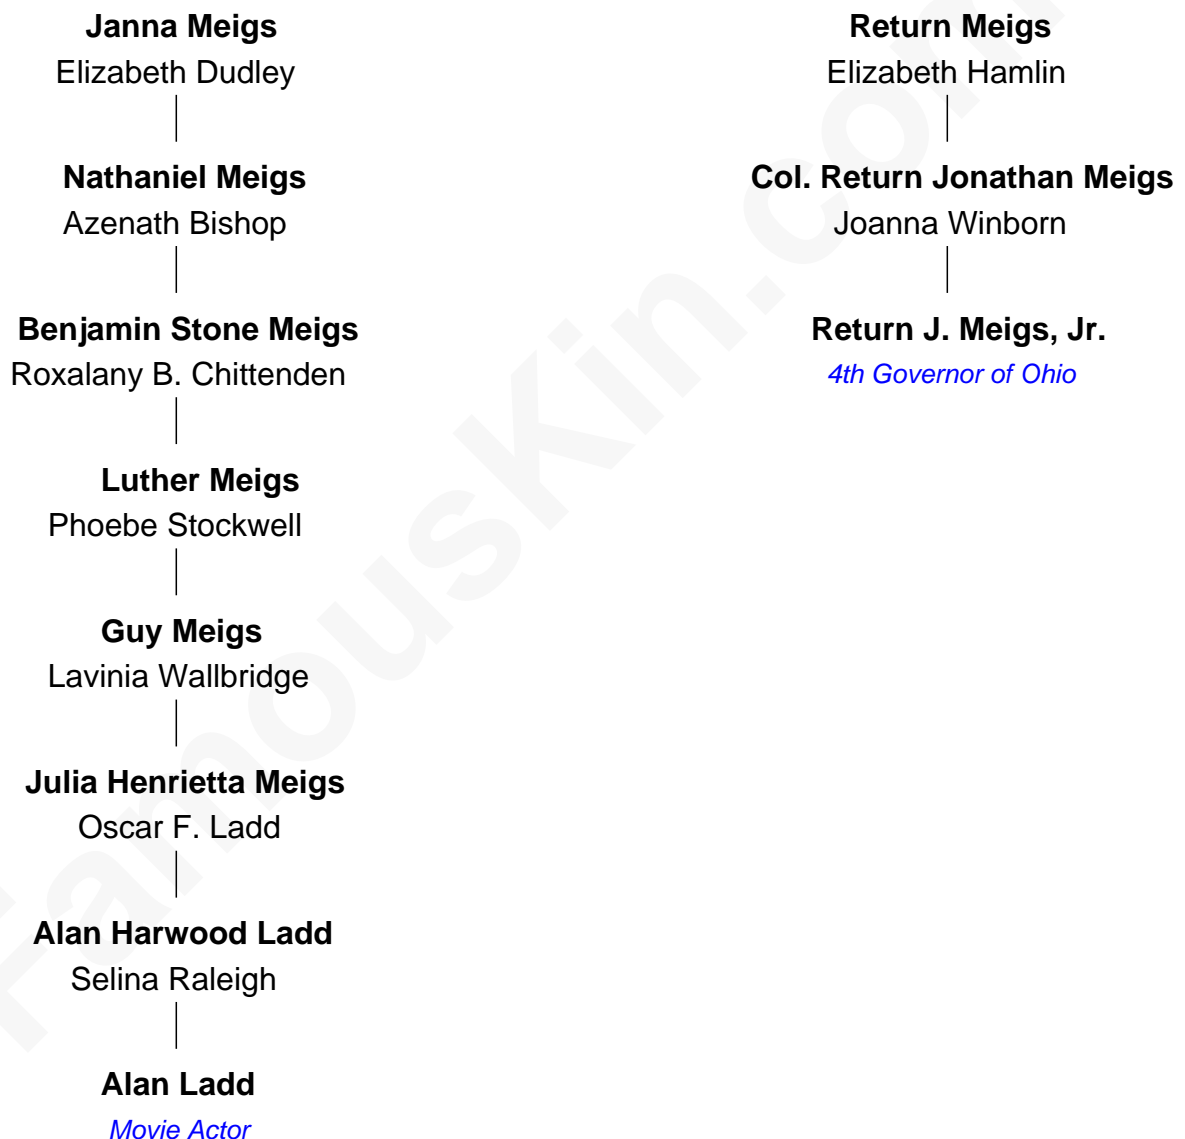 Janna Meigs
Elizabeth Dudley
Nathaniel Meigs
Azenath Bishop
Benjamin Stone Meigs
Roxalany B. Chittenden
Luther Meigs
Phoebe Stockwell
Guy Meigs
Lavinia Wallbridge
Julia Henrietta Meigs
Oscar F. Ladd
Alan Harwood Ladd
Selina Raleigh
Alan Ladd
Movie Actor
Return Meigs
Elizabeth Hamlin
Col. Return Jonathan Meigs
Joanna Winborn
Return J. Meigs, Jr.
4th Governor of Ohio
FamousKin.com